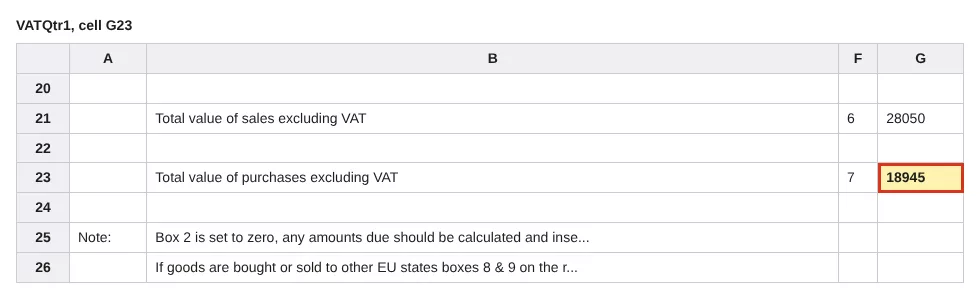 VATQtr1, cell G23
A B F G
20
21 Total value of sales excluding VAT 6 28050
22
23 Total value of purchases excluding VAT 7 18945
24
25 Note: Box 2 is set to zero, any amounts due should be calculated and inse...
26 If goods are bought or sold to other EU states boxes 8 & 9 on the r...